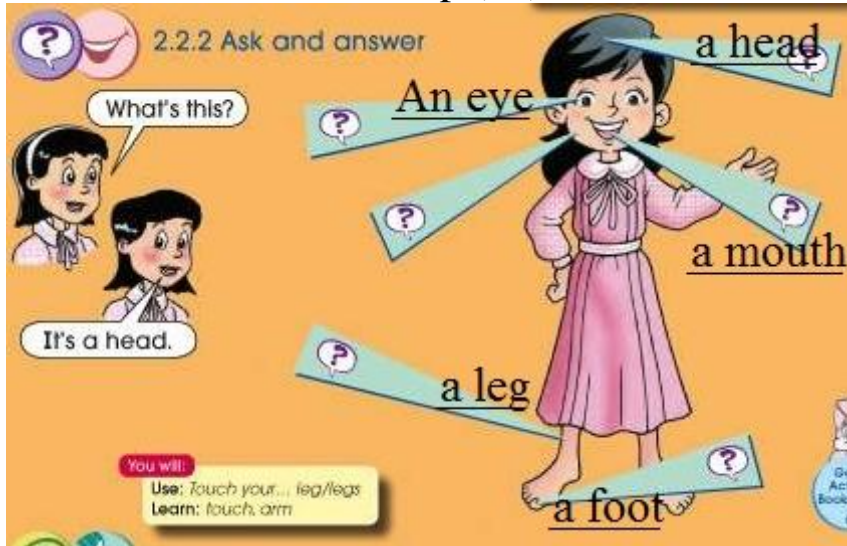 ?
2.2.2 Ask and answer
a head
?
What's this?
An eye
?
?
?
a mouth
It's a head.
?
a leg
You will:
Use: Touch your... leg/legs
Learn: touch, arm
?
a foot